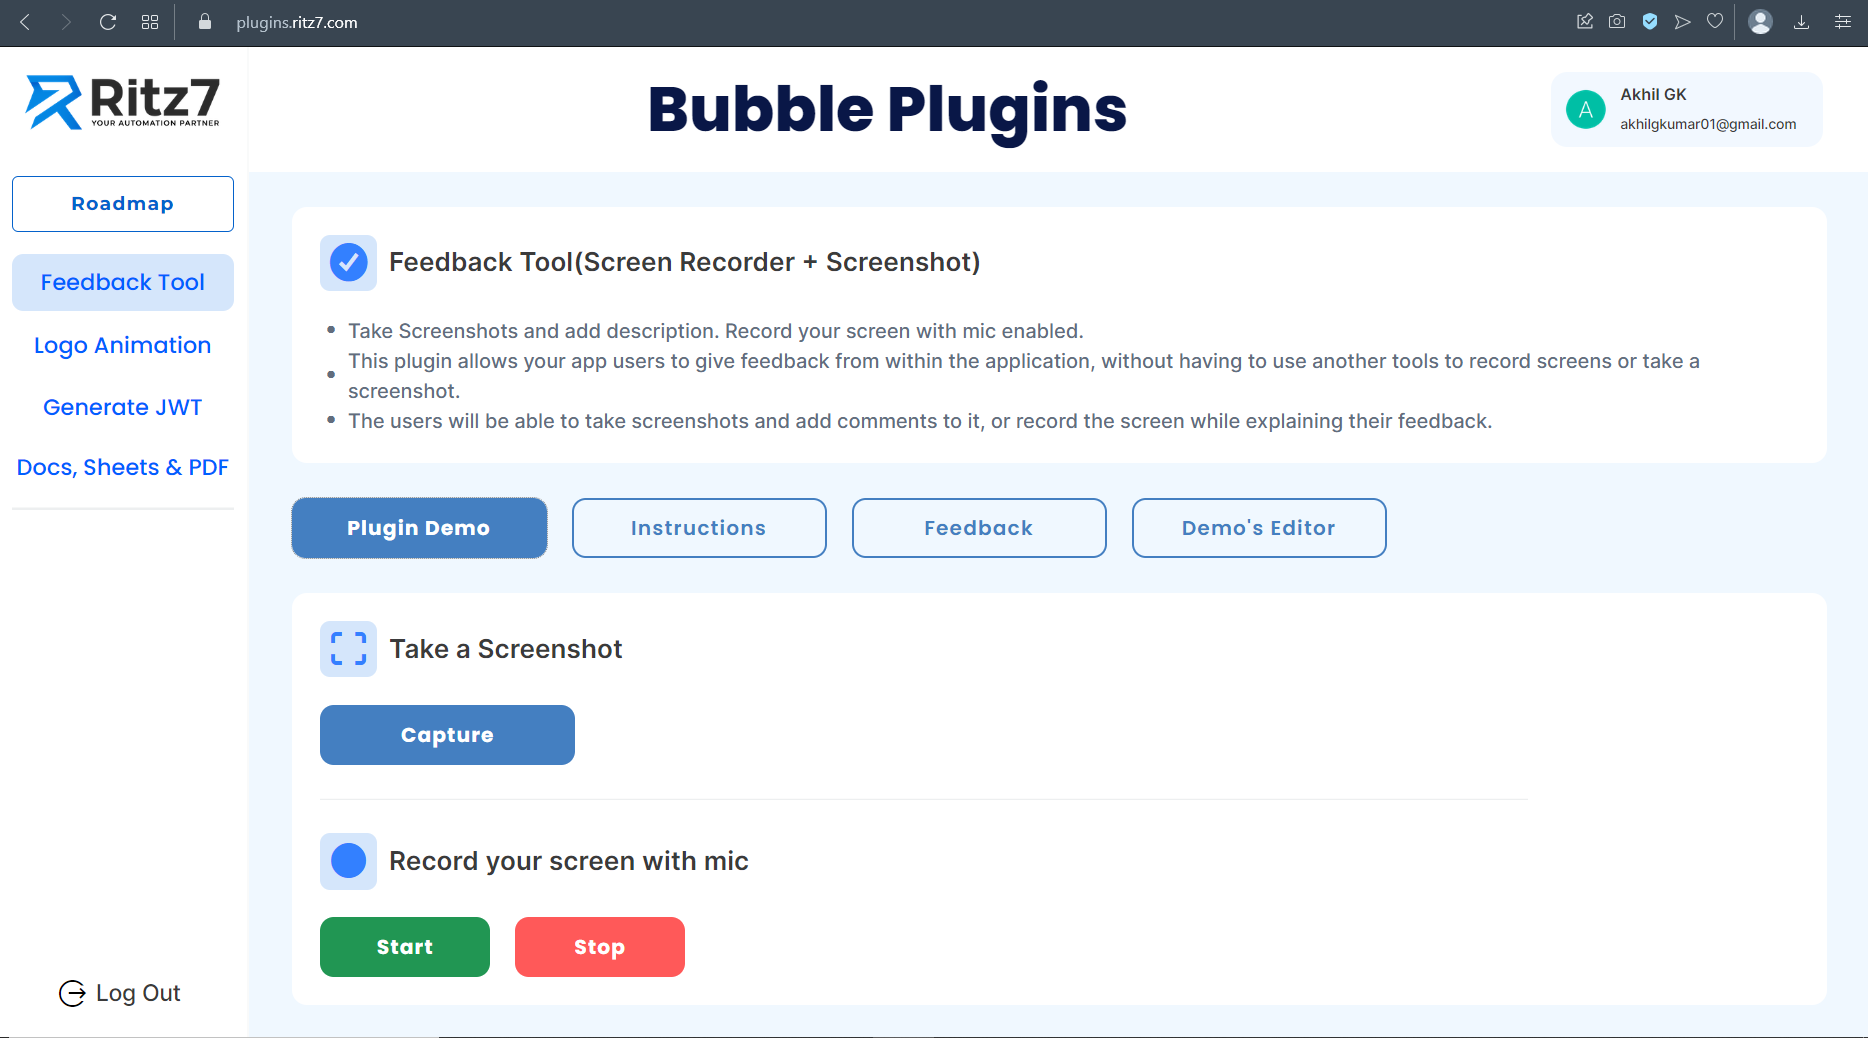 plugins.ritz7.com
Ritz7
YOUR AUTOMATION PARTNER
Bubble Plugins
A
Akhil GK
akhilgkumar01@gmail.com
Roadmap
Feedback Tool
Logo Animation
Generate JWT
Docs, Sheets & PDF
Log Out
Feedback Tool(Screen Recorder + Screenshot)
• Take Screenshots and add description. Record your screen with mic enabled.
• This plugin allows your app users to give feedback from within the application, without having to use another tools to record screens or take a
screenshot.
• The users will be able to take screenshots and add comments to it, or record the screen while explaining their feedback.
Plugin Demo
Instructions
Feedback
Demo's Editor
Take a Screenshot
Capture
Record your screen with mic
Start
Stop